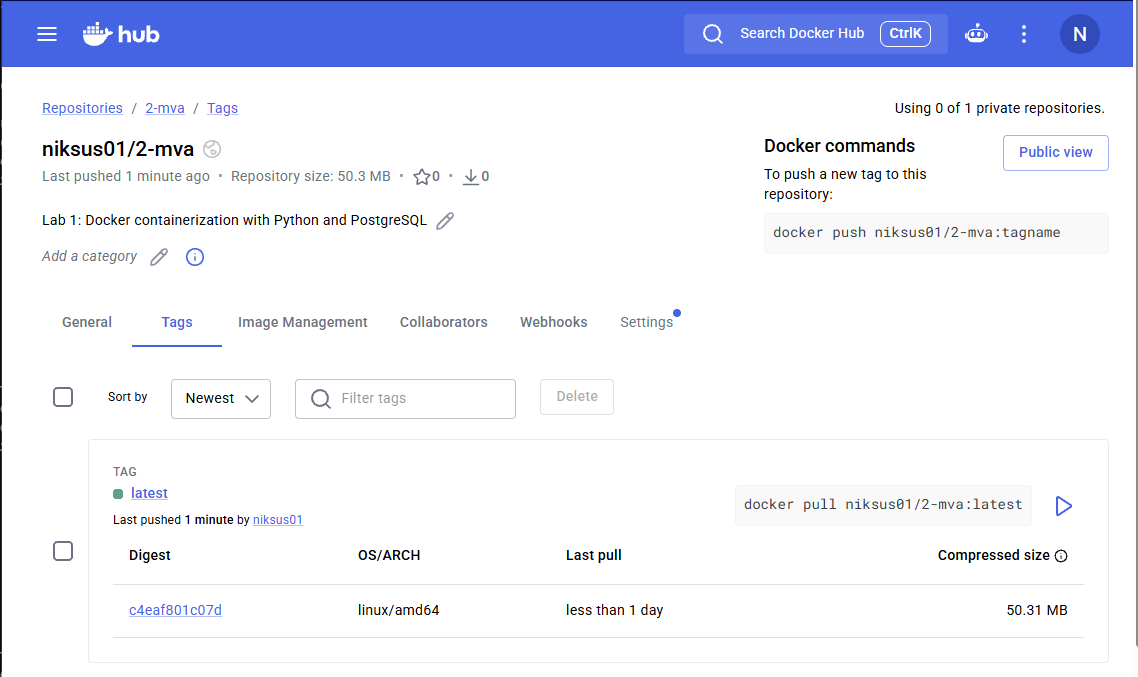 hub
Search Docker Hub
CtrlK
N
Repositories / 2-mva / Tags
Using 0 of 1 private repositories.
niksus01/2-mva
Last pushed 1 minute ago • Repository size: 50.3 MB • 0 • 0
Lab 1: Docker containerization with Python and PostgreSQL
Add a category
Docker commands
Public view
To push a new tag to this
repository:
docker push niksus01/2-mva:tagname
General Tags Image Management Collaborators Webhooks Settings
Sort by Newest Filter tags Delete
TAG
latest
Last pushed 1 minute by niksus01
docker pull niksus01/2-mva:latest
Digest OS/ARCH Last pull Compressed size
c4eaf801c07d linux/amd64 less than 1 day 50.31 MB